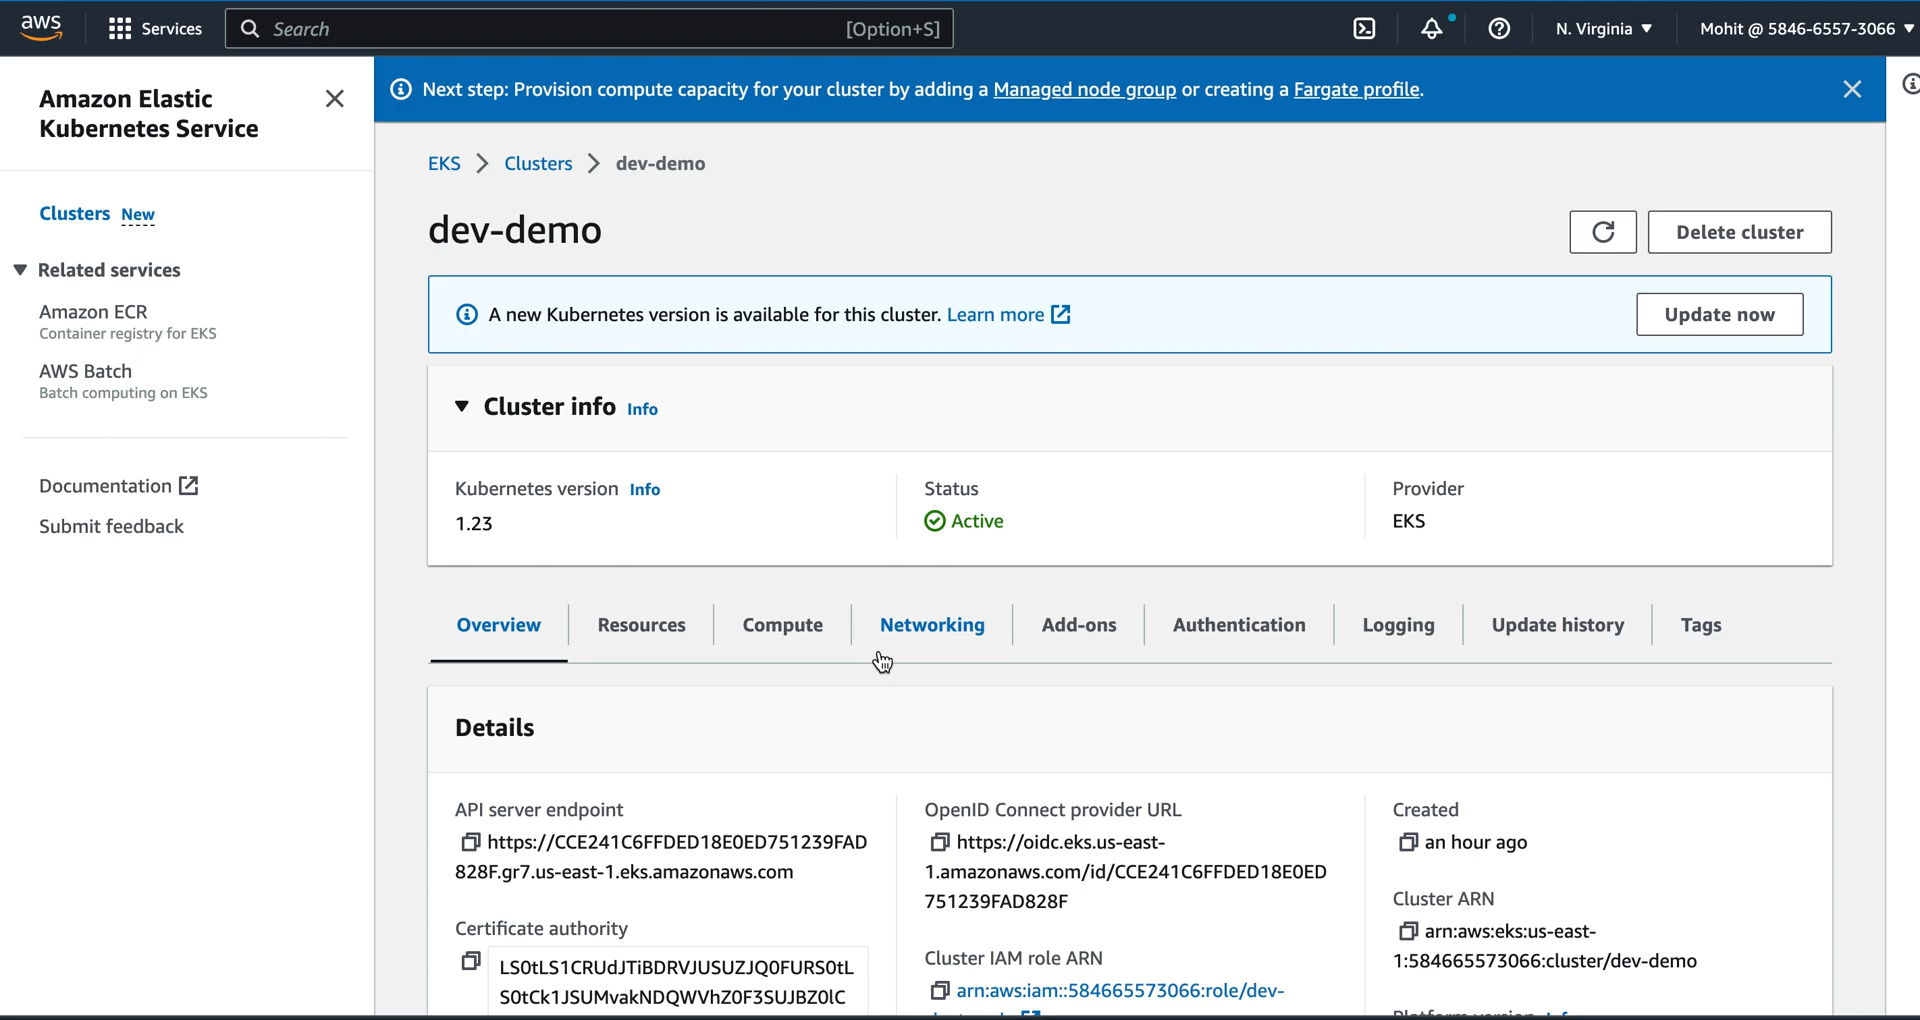 aws
Services
Search
[Option+S]
N. Virginia
Mohit @ 5846-6557-3066
Amazon Elastic
Kubernetes Service
Clusters New
Related services
Amazon ECR
Container registry for EKS
AWS Batch
Batch computing on EKS
Documentation
Submit feedback
Next step: Provision compute capacity for your cluster by adding a Managed node group or creating a Fargate profile.
EKS > Clusters > dev-demo
dev-demo
Delete cluster
A new Kubernetes version is available for this cluster. Learn more
Update now
Cluster info Info
Kubernetes version Info
1.23
Status
Active
Provider
EKS
Overview
Resources
Compute
Networking
Add-ons
Authentication
Logging
Update history
Tags
Details
API server endpoint
https://CCE241C6FFDED18E0ED751239FAD
828F.gr7.us-east-1.eks.amazonaws.com
Certificate authority
LS0tLS1CRUdJTiBDRVJUSUZJQ0FURS0tL
S0tCk1JSUMvakNDQWVhZ0F3SUJBZ0lC
OpenID Connect provider URL
https://oidc.eks.us-east-
1.amazonaws.com/id/CCE241C6FFDED18E0ED
751239FAD828F
Cluster IAM role ARN
arn:aws:iam::584665573066:role/dev-
Created
an hour ago
Cluster ARN
arn:aws:eks:us-east-
1:584665573066:cluster/dev-demo
Platform version